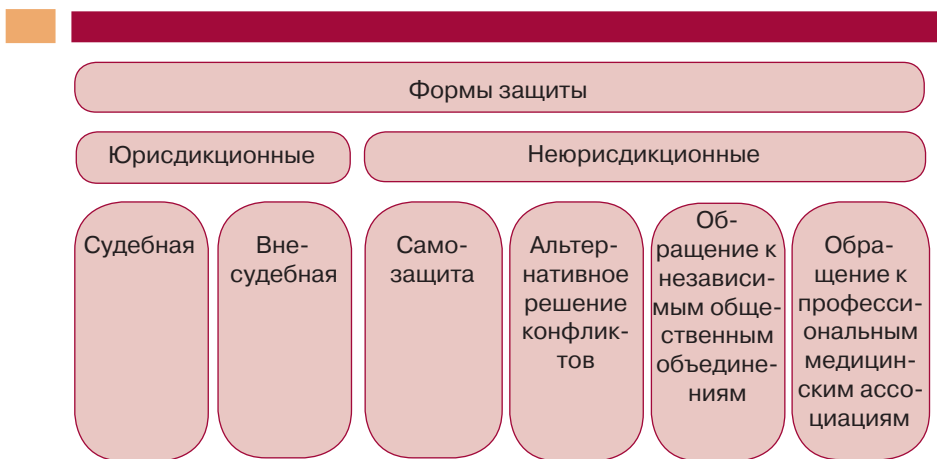 Формы защиты
Юрисдикционные
Неюрисдикционные
Судебная
Вне-
судебная
Само-
защита
Альтер-
нативное
решение
конфлик-
тов
Об-
ращение к
независи-
мым обще-
ственным
объедине-
ниям
Обра-
щение к
професси-
ональным
медицин-
ским ассо-
циациям